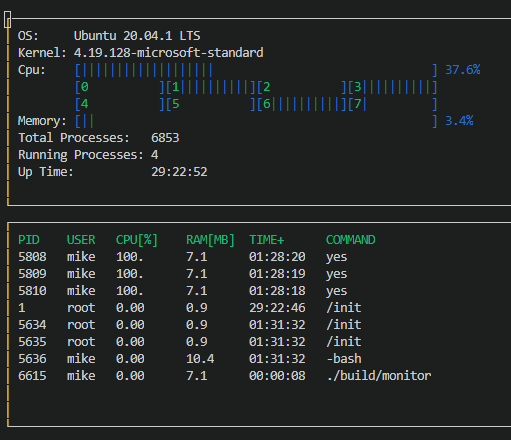 OS: Ubuntu 20.04.1 LTS
Kernel: 4.19.128-microsoft-standard
Cpu: [||||||||||||||||||| ] 37.6%
[0 ][1||||||||||][2 ][3||||||||||]
[4 ][5 ][6||||||||||][7| ]
Memory: [|| ] 3.4%
Total Processes: 6853
Running Processes: 4
Up Time: 29:22:52
PID USER CPU[%] RAM[MB] TIME+ COMMAND
5808 mike 100. 7.1 01:28:20 yes
5809 mike 100. 7.1 01:28:19 yes
5810 mike 100. 7.1 01:28:18 yes
1 root 0.00 0.9 29:22:46 /init
5634 root 0.00 0.9 01:31:32 /init
5635 root 0.00 0.9 01:31:32 /init
5636 mike 0.00 10.4 01:31:32 -bash
6615 mike 0.00 7.1 00:00:08 ./build/monitor